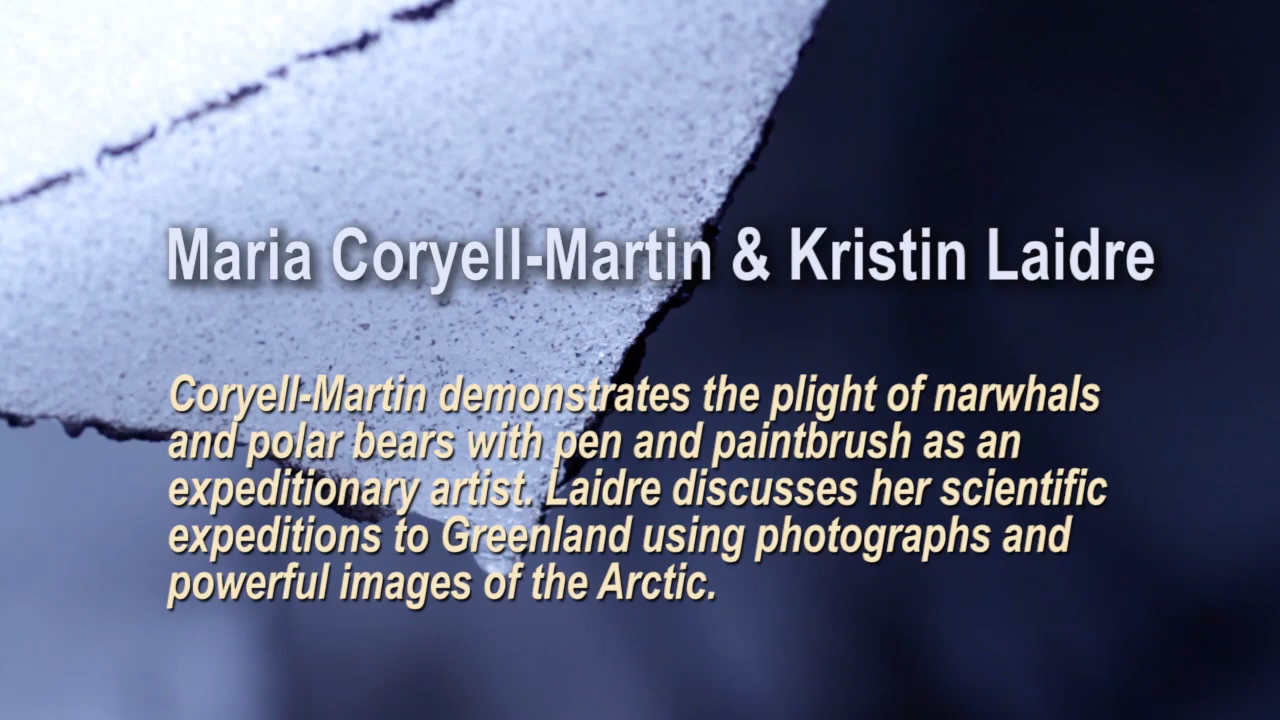 Maria Coryell-Martin & Kristin Laidre
Coryell-Martin demonstrates the plight of narwhals
and polar bears with pen and paintbrush as an
expeditionary artist. Laidre discusses her scientific
expeditions to Greenland using photographs and
powerful images of the Arctic.